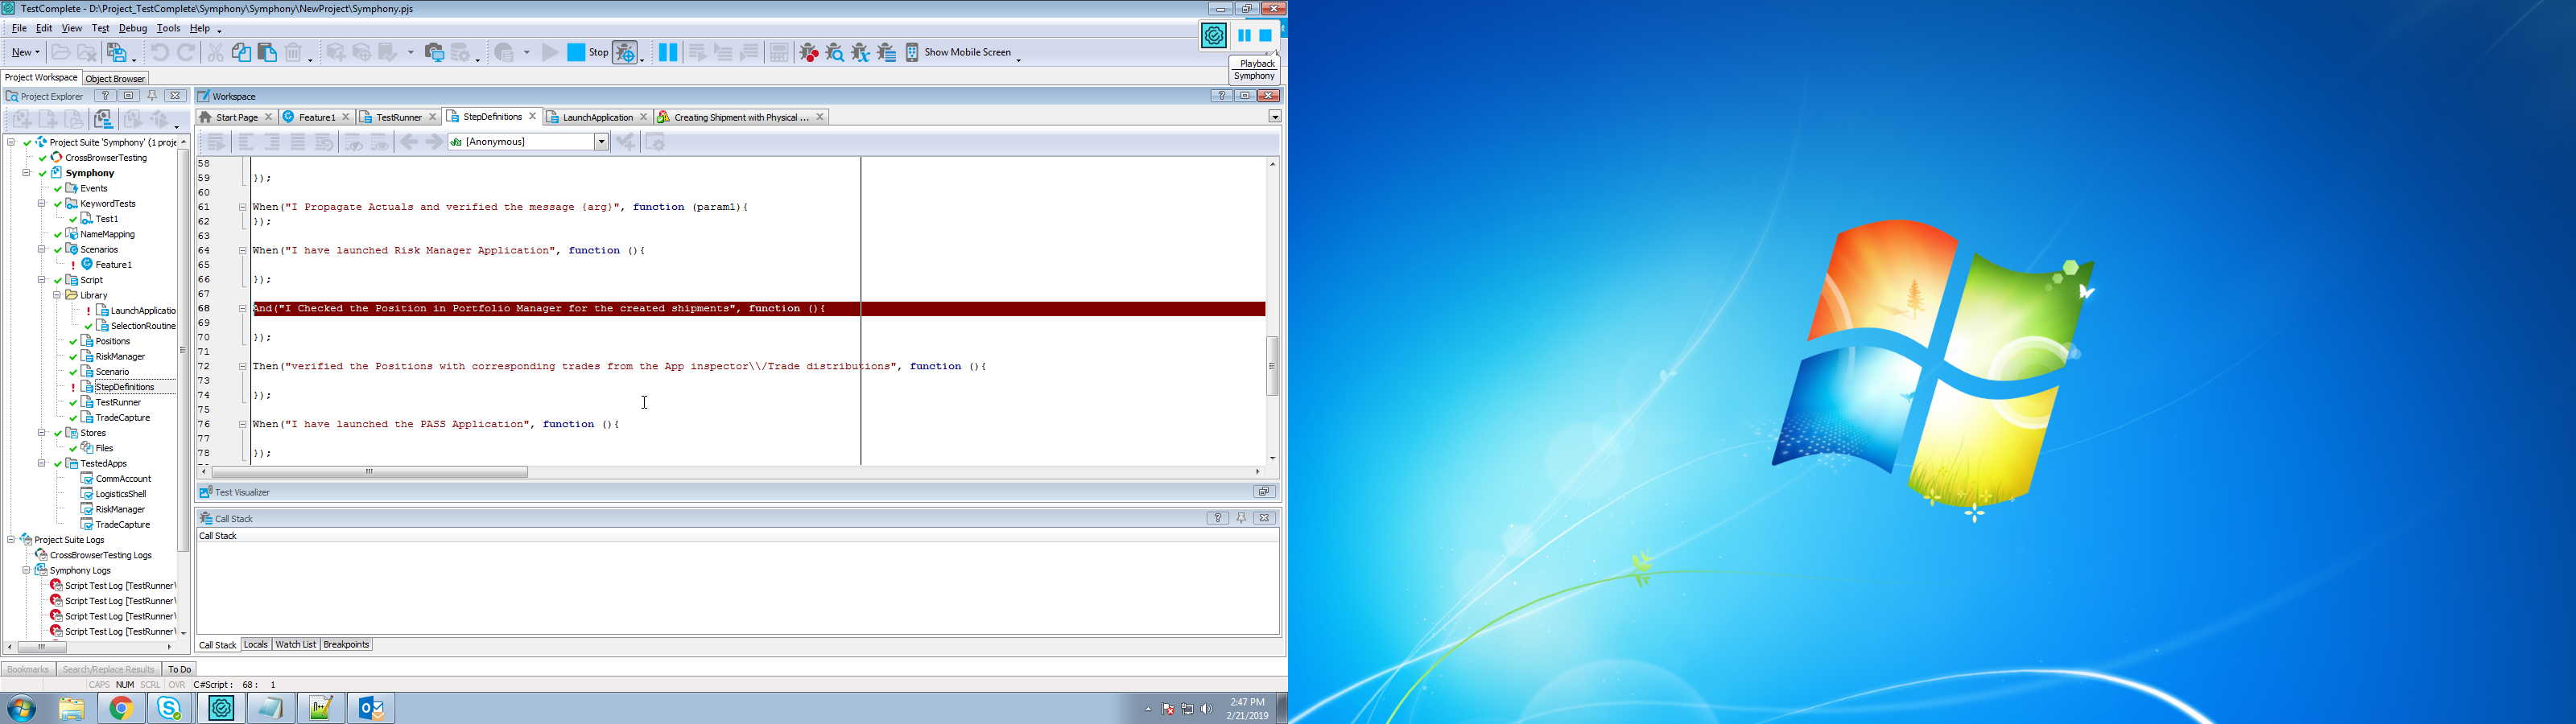 TestComplete - D:\Project_TestComplete\Symphony\Symphony\NewProject\Symphony.pjs
File Edit View Test Debug Tools Help
New Stop Show Mobile Screen
Playback
Symphony
Project Workspace Object Browser
Project Explorer
Workspace
Start Page Feature1 TestRunner StepDefinitions LaunchApplication Creating Shipment with Physical ...
[Anonymous]
Project Suite 'Symphony' (1 proje
CrossBrowserTesting
Symphony
Events
KeywordTests
Test1
NameMapping
Scenarios
Feature1
Script
Library
LaunchApplicatio
SelectionRoutine
Positions
RiskManager
Scenario
StepDefinitions
TestRunner
TradeCapture
Stores
Files
TestedApps
CommAccount
LogisticsShell
RiskManager
TradeCapture
Project Suite Logs
CrossBrowserTesting Logs
Symphony Logs
Script Test Log [TestRunner\
Script Test Log [TestRunner\
Script Test Log [TestRunner\
Script Test Log [TestRunner\
58
59 });
60
61 When("I Propagate Actuals and verified the message {arg}", function (param1){
62 });
63
64 When("I have launched Risk Manager Application", function (){
65
66 });
67
68 And("I Checked the Position in Portfolio Manager for the created shipments", function (){
69
70 });
71
72 Then("verified the Positions with corresponding trades from the App inspector\\/Trade distributions", function (){
73
74 });
75
76 When("I have launched the PASS Application", function (){
77
78 });
Test Visualizer
Call Stack
Call Stack
Call Stack Locals Watch List Breakpoints
Bookmarks Search/Replace Results To Do
CAPS NUM SCRL OVR C#Script : 68 : 1
2:47 PM
2/21/2019